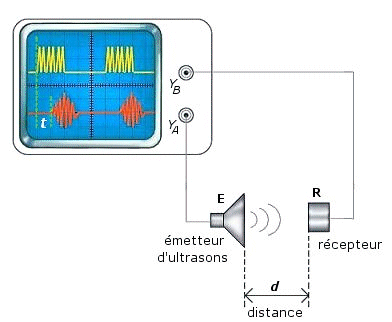 Y_B
Y_A
t
E
R
émetteur
d'ultrasons
récepteur
d
distance